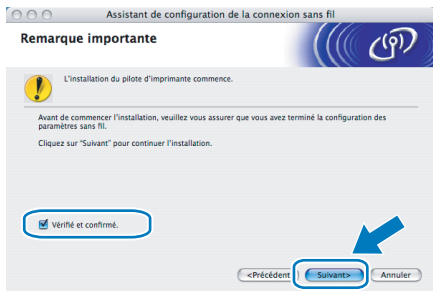 Assistant de configuration de la connexion sans fil
Remarque importante
L'installation du pilote d'imprimante commence.
Avant de commencer l'installation, veuillez vous assurer que vous avez terminé la configuration des
paramètres sans fil.
Cliquez sur "Suivant" pour continuer l'installation.
Vérifié et confirmé.
<Précédent
Suivant>
Annuler